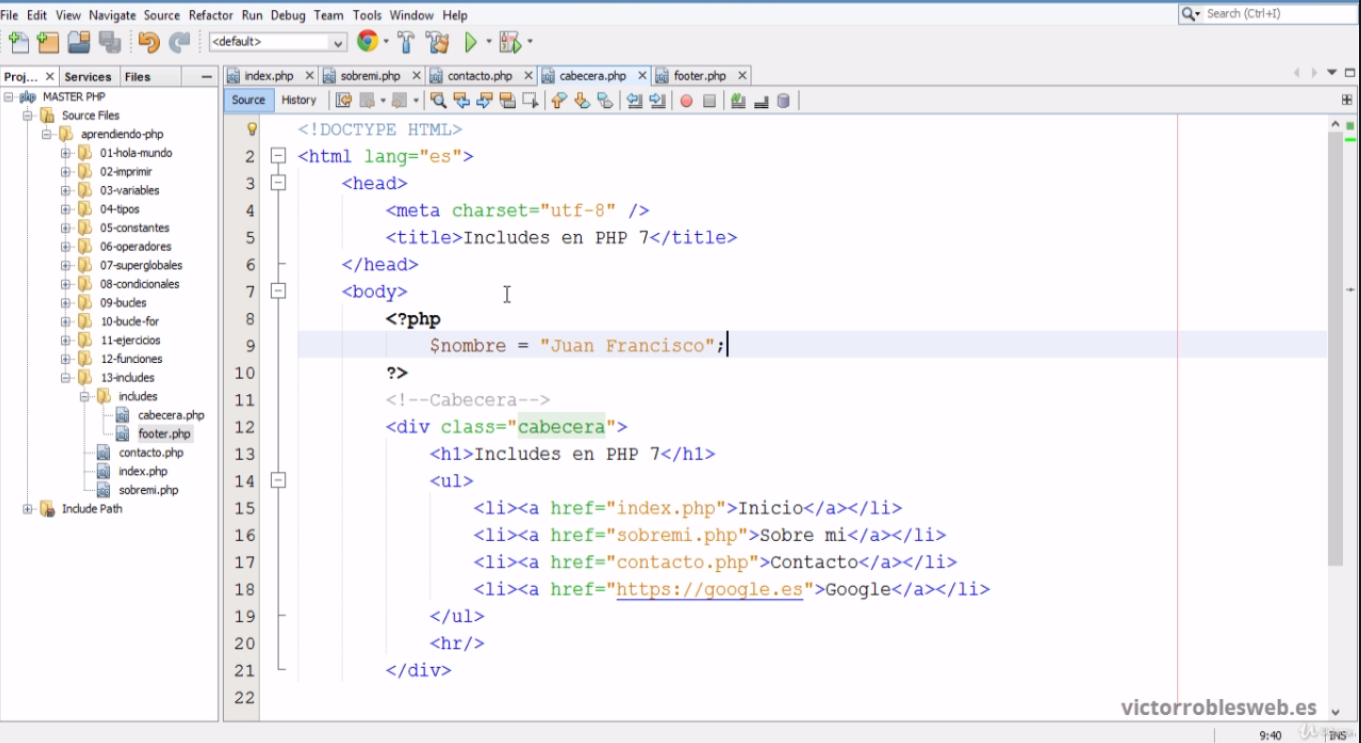 File Edit View Navigate Source Refactor Run Debug Team Tools Window Help
Search (Ctrl+I)
<default>
Proj... Services Files
index.php sobremi.php contacto.php cabecera.php footer.php
Source History
MASTER PHP
Source Files
aprendiendo-php
01-hola-mundo
02-imprimir
03-variables
04-tipos
05-constantes
06-operadores
07-superglobales
08-condicionales
09-bucles
10-bucle-for
11-ejercicios
12-funciones
13-includes
includes
cabecera.php
footer.php
contacto.php
index.php
sobremi.php
Include Path
<!DOCTYPE HTML>
2 <html lang="es">
3 <head>
4 <meta charset="utf-8" />
5 <title>Includes en PHP 7</title>
6 </head>
7 <body>
8 <?php
9 $nombre = "Juan Francisco";
10 ?>
11 <!--Cabecera-->
12 <div class="cabecera">
13 <h1>Includes en PHP 7</h1>
14 <ul>
15 <li><a href="index.php">Inicio</a></li>
16 <li><a href="sobremi.php">Sobre mi</a></li>
17 <li><a href="contacto.php">Contacto</a></li>
18 <li><a href="https://google.es">Google</a></li>
19 </ul>
20 <hr/>
21 </div>
22
victorroblesweb.es
9:40 INS